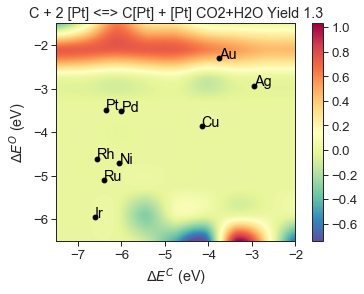 C + 2 [Pt] <=> C[Pt] + [Pt] CO2+H2O Yield 1.3
1.0
0.8
0.6
0.4
0.2
0.0
−0.2
−0.4
−0.6
−2
−3
−4
−5
−6
ΔE^O (eV)
Au
Ag
Pt
Pd
Cu
Rh
Ni
Ru
Ir
−7
−6
−5
−4
−3
−2
ΔE^C (eV)